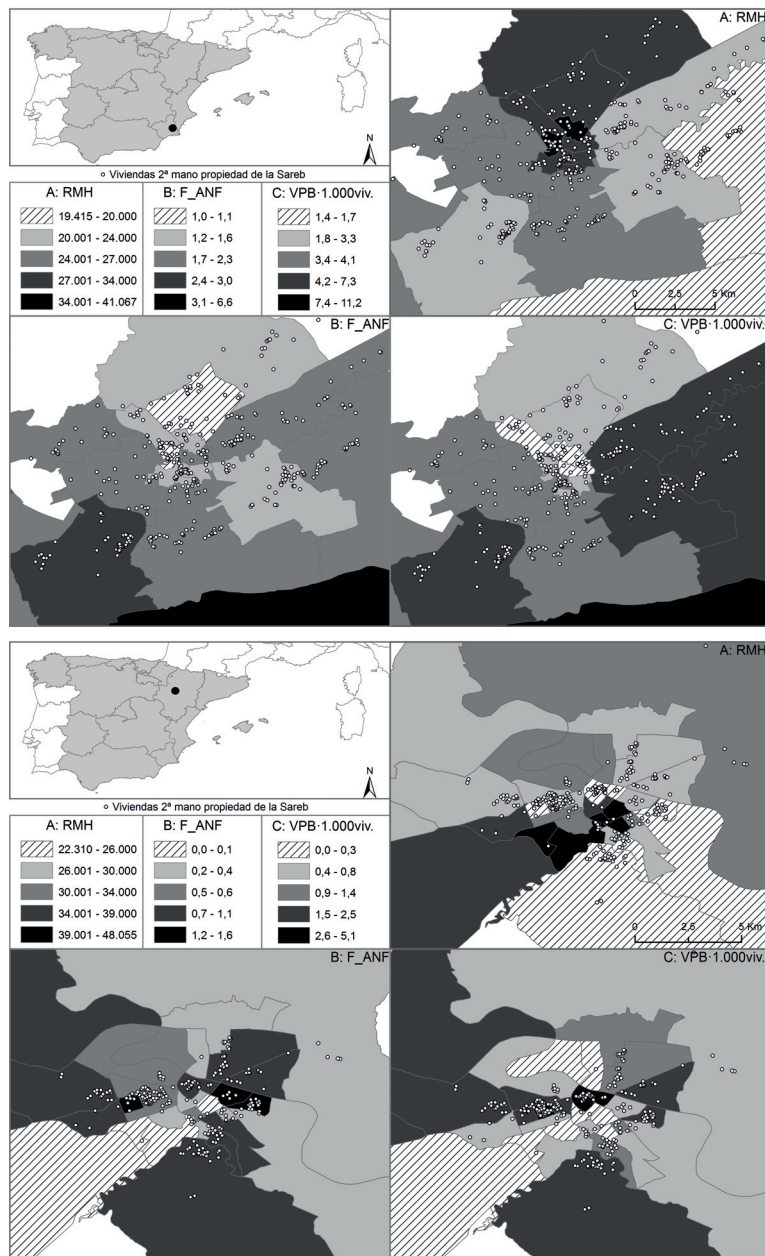 N
○ Viviendas 2ª mano propiedad de la Sareb
A: RMH
19.415 - 20.000
20.001 - 24.000
24.001 - 27.000
27.001 - 34.000
34.001 - 41.067
B: F_ANF
1,0 - 1,1
1,2 - 1,6
1,7 - 2,3
2,4 - 3,0
3,1 - 6,6
C: VPB·1.000viv.
1,4 - 1,7
1,8 - 3,3
3,4 - 4,1
4,2 - 7,3
7,4 - 11,2
A: RMH
0 2,5 5 Km
B: F_ANF
C: VPB·1.000viv.
N
○ Viviendas 2ª mano propiedad de la Sareb
A: RMH
22.310 - 26.000
26.001 - 30.000
30.001 - 34.000
34.001 - 39.000
39.001 - 48.055
B: F_ANF
0,0 - 0,1
0,2 - 0,4
0,5 - 0,6
0,7 - 1,1
1,2 - 1,6
C: VPB·1.000viv.
0,0 - 0,3
0,4 - 0,8
0,9 - 1,4
1,5 - 2,5
2,6 - 5,1
A: RMH
0 2,5 5 Km
B: F_ANF
C: VPB·1.000viv.